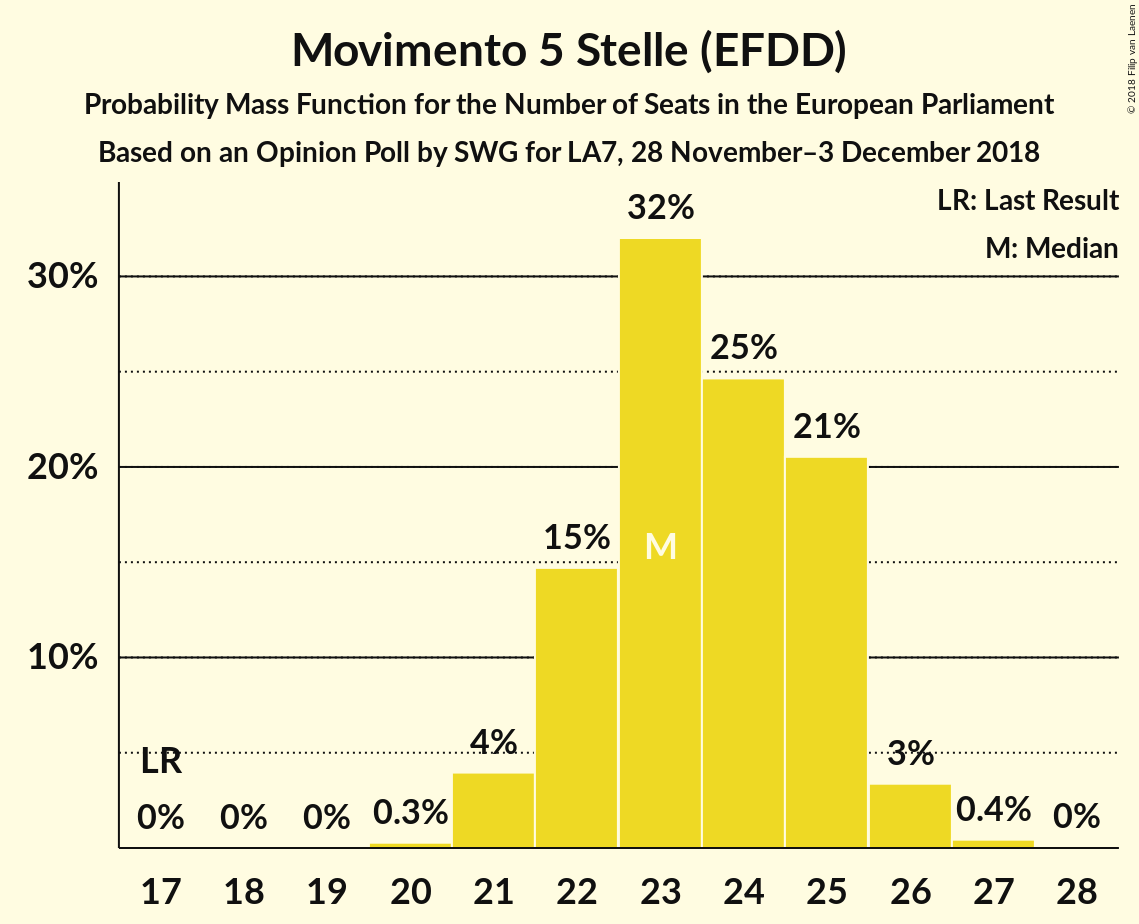 Movimento 5 Stelle (EFDD)
Probability Mass Function for the Number of Seats in the European Parliament
Based on an Opinion Poll by SWG for LA7, 28 November–3 December 2018
© 2018 Filip van Laenen
LR: Last Result
M: Median
32%
30%
25%
21%
20%
15%
M
10%
4%
LR
3%
0% 0% 0% 0.3% 0.4% 0%
17 18 19 20 21 22 23 24 25 26 27 28